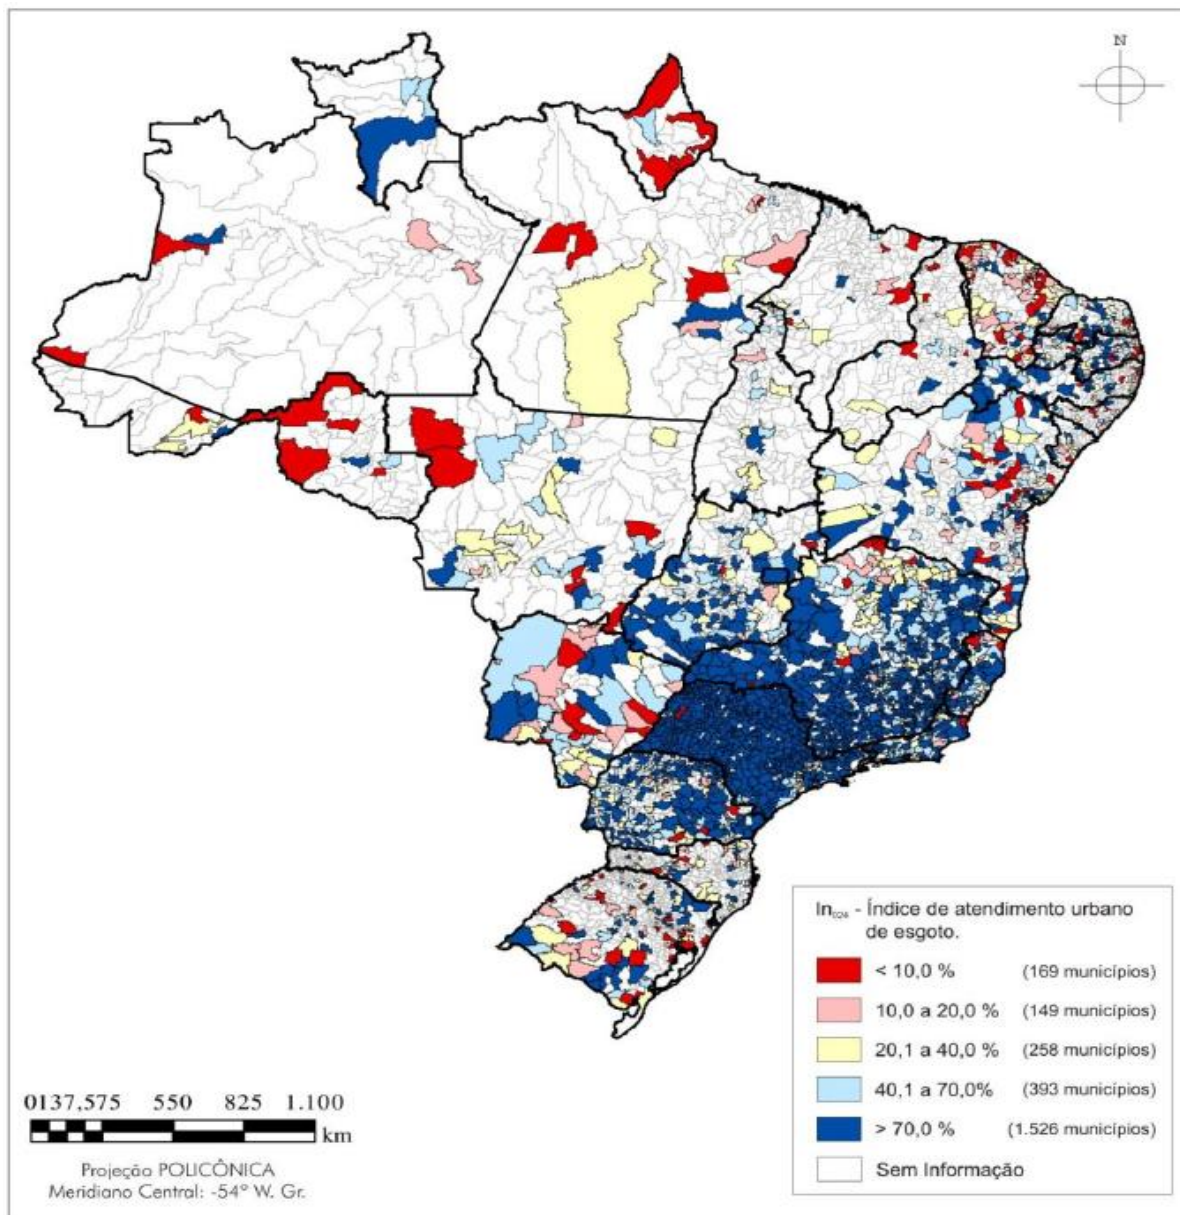 N
In₀₂₄ - Índice de atendimento urbano
de esgoto.
< 10,0 % (169 municípios)
10,0 a 20,0 % (149 municípios)
20,1 a 40,0 % (258 municípios)
40,1 a 70,0% (393 municípios)
> 70,0 % (1.526 municípios)
Sem Informação
0137,575 550 825 1.100
km
Projeção POLICÔNICA
Meridiano Central: -54° W. Gr.